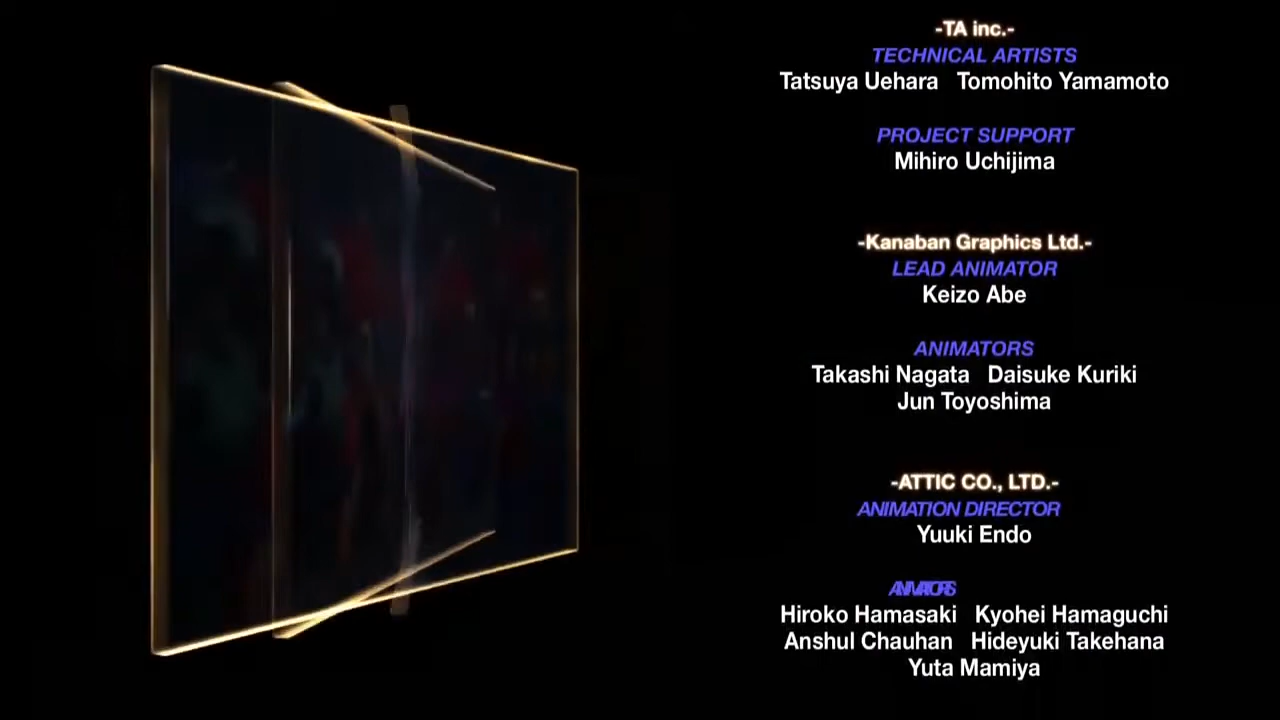 -TA inc.-
TECHNICAL ARTISTS
Tatsuya Uehara Tomohito Yamamoto
PROJECT SUPPORT
Mihiro Uchijima
-Kanaban Graphics Ltd.-
LEAD ANIMATOR
Keizo Abe
ANIMATORS
Takashi Nagata Daisuke Kuriki
Jun Toyoshima
-ATTIC CO., LTD.-
ANIMATION DIRECTOR
Yuuki Endo
ANIMATORS
Hiroko Hamasaki Kyohei Hamaguchi
Anshul Chauhan Hideyuki Takehana
Yuta Mamiya